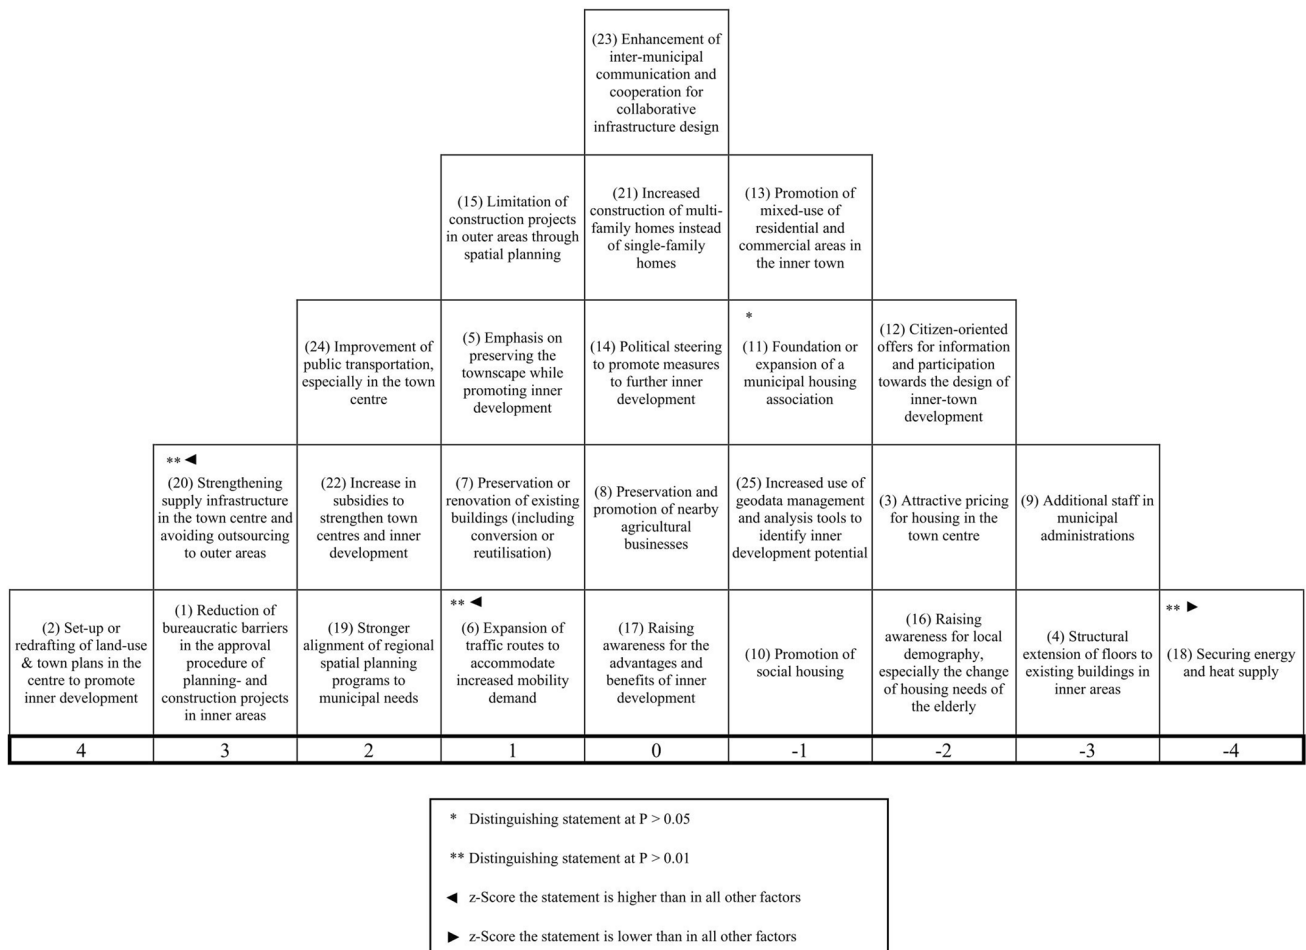 (23) Enhancement of
inter-municipal
communication and
cooperation for
collaborative
infrastructure design
(15) Limitation of
construction projects
in outer areas through
spatial planning
(21) Increased
construction of multi-
family homes instead
of single-family
homes
(13) Promotion of
mixed-use of
residential and
commercial areas in
the inner town
(24) Improvement of
public transportation,
especially in the town
centre
(5) Emphasis on
preserving the
townscape while
promoting inner
development
(14) Political steering
to promote measures
to further inner
development
*
(11) Foundation or
expansion of a
municipal housing
association
(12) Citizen-oriented
offers for information
and participation
towards the design of
inner-town
development
** ◄
(20) Strengthening
supply infrastructure
in the town centre and
avoiding outsourcing
to outer areas
(22) Increase in
subsidies to
strengthen town
centres and inner
development
(7) Preservation or
renovation of existing
buildings (including
conversion or
reutilisation)
(8) Preservation and
promotion of nearby
agricultural
businesses
(25) Increased use of
geodata management
and analysis tools to
identify inner
development potential
(3) Attractive pricing
for housing in the
town centre
(9) Additional staff in
municipal
administrations
(2) Set-up or
redrafting of land-use
& town plans in the
centre to promote
inner development
(1) Reduction of
bureaucratic barriers
in the approval
procedure of
planning- and
construction projects
in inner areas
(19) Stronger
alignment of regional
spatial planning
programs to
municipal needs
** ◄
(6) Expansion of
traffic routes to
accommodate
increased mobility
demand
(17) Raising
awareness for the
advantages and
benefits of inner
development
(10) Promotion of
social housing
(16) Raising
awareness for local
demography,
especially the change
of housing needs of
the elderly
(4) Structural
extension of floors to
existing buildings in
inner areas
** ►
(18) Securing energy
and heat supply
4 3 2 1 0 -1 -2 -3 -4
* Distinguishing statement at P > 0.05
** Distinguishing statement at P > 0.01
◄ z-Score the statement is higher than in all other factors
► z-Score the statement is lower than in all other factors